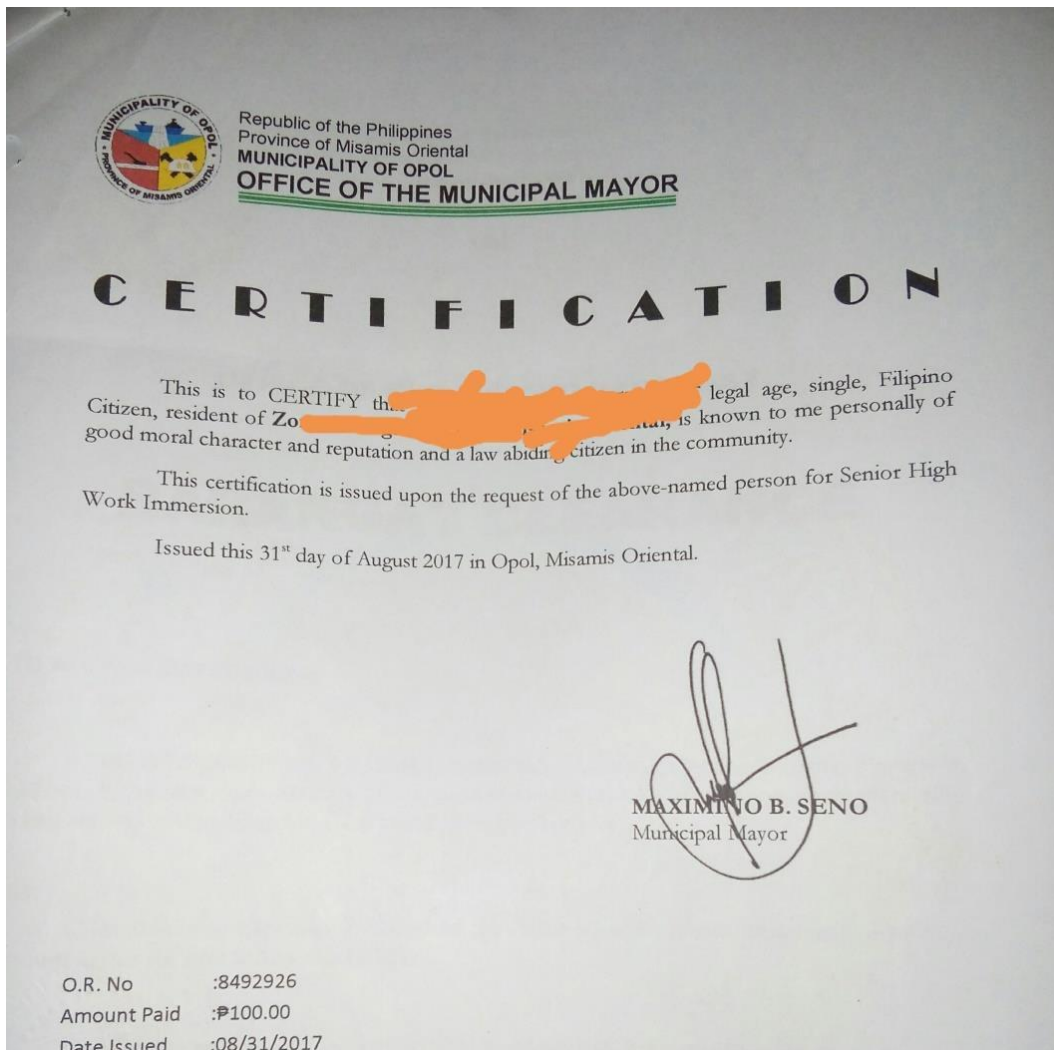 MUNICIPALITY OF OPOL
PROVINCE OF MISAMIS ORIENTAL
Republic of the Philippines
Province of Misamis Oriental
MUNICIPALITY OF OPOL
OFFICE OF THE MUNICIPAL MAYOR
CERTIFICATION
This is to CERTIFY legal age, single, Filipino
Citizen, resident of is known to me personally of
good moral character and reputation and a law abiding citizen in the community.
This certification is issued upon the request of the above-named person for Senior High
Work Immersion.
Issued this 31st day of August 2017 in Opol, Misamis Oriental.
MAXIMINO B. SENO
Municipal Mayor
O.R. No :8492926
Amount Paid :₱100.00
Date Issued :08/31/2017